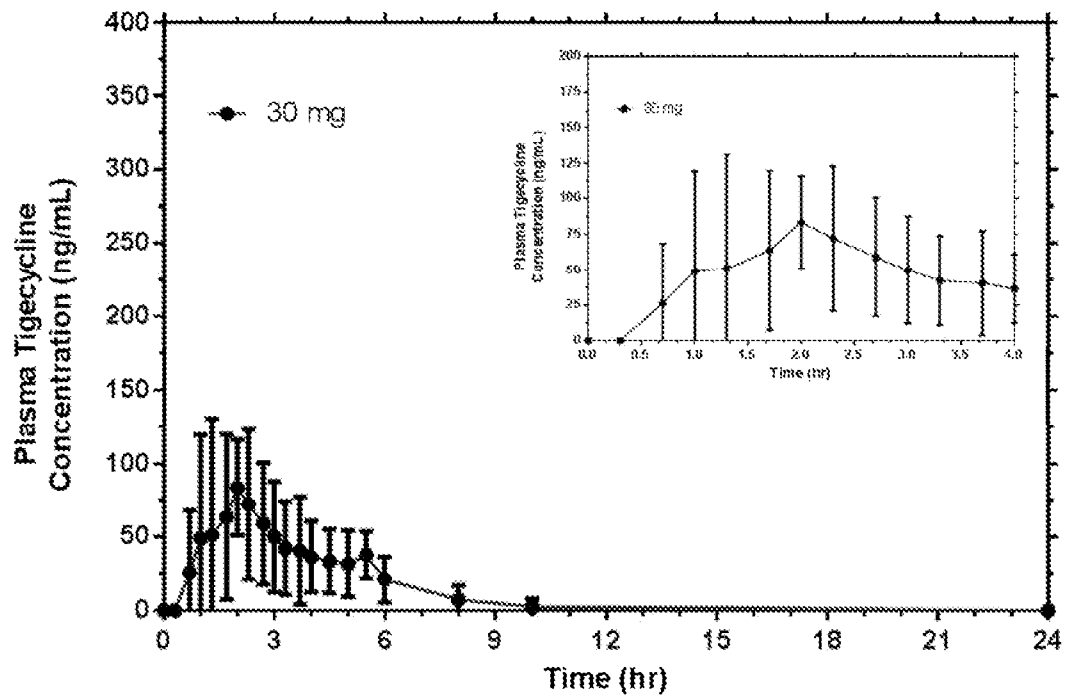 400
350
300
250
200
150
100
50
0
Plasma Tigecycline
Concentration (ng/mL)
30 mg
0 3 6 9 12 15 18 21 24
Time (hr)
200
175
150
125
100
75
50
25
0
Plasma Tigecycline
Concentration (ng/mL)
30 mg
0.0 0.5 1.0 1.5 2.0 2.5 3.0 3.5 4.0
Time (hr)